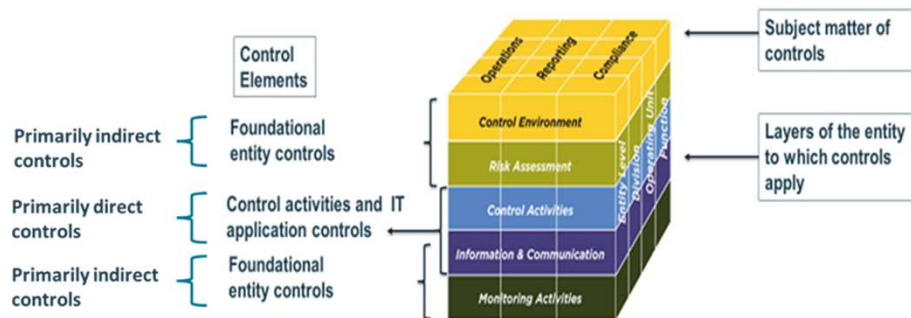 Control
Elements
Primarily indirect
controls
Foundational
entity controls
Primarily direct
controls
Control activities and IT
application controls
Primarily indirect
controls
Foundational
entity controls
Operations
Reporting
Compliance
Control Environment
Risk Assessment
Control Activities
Information & Communication
Monitoring Activities
Entity Level
Division
Operating Unit
Function
Subject matter of
controls
Layers of the entity
to which controls
apply